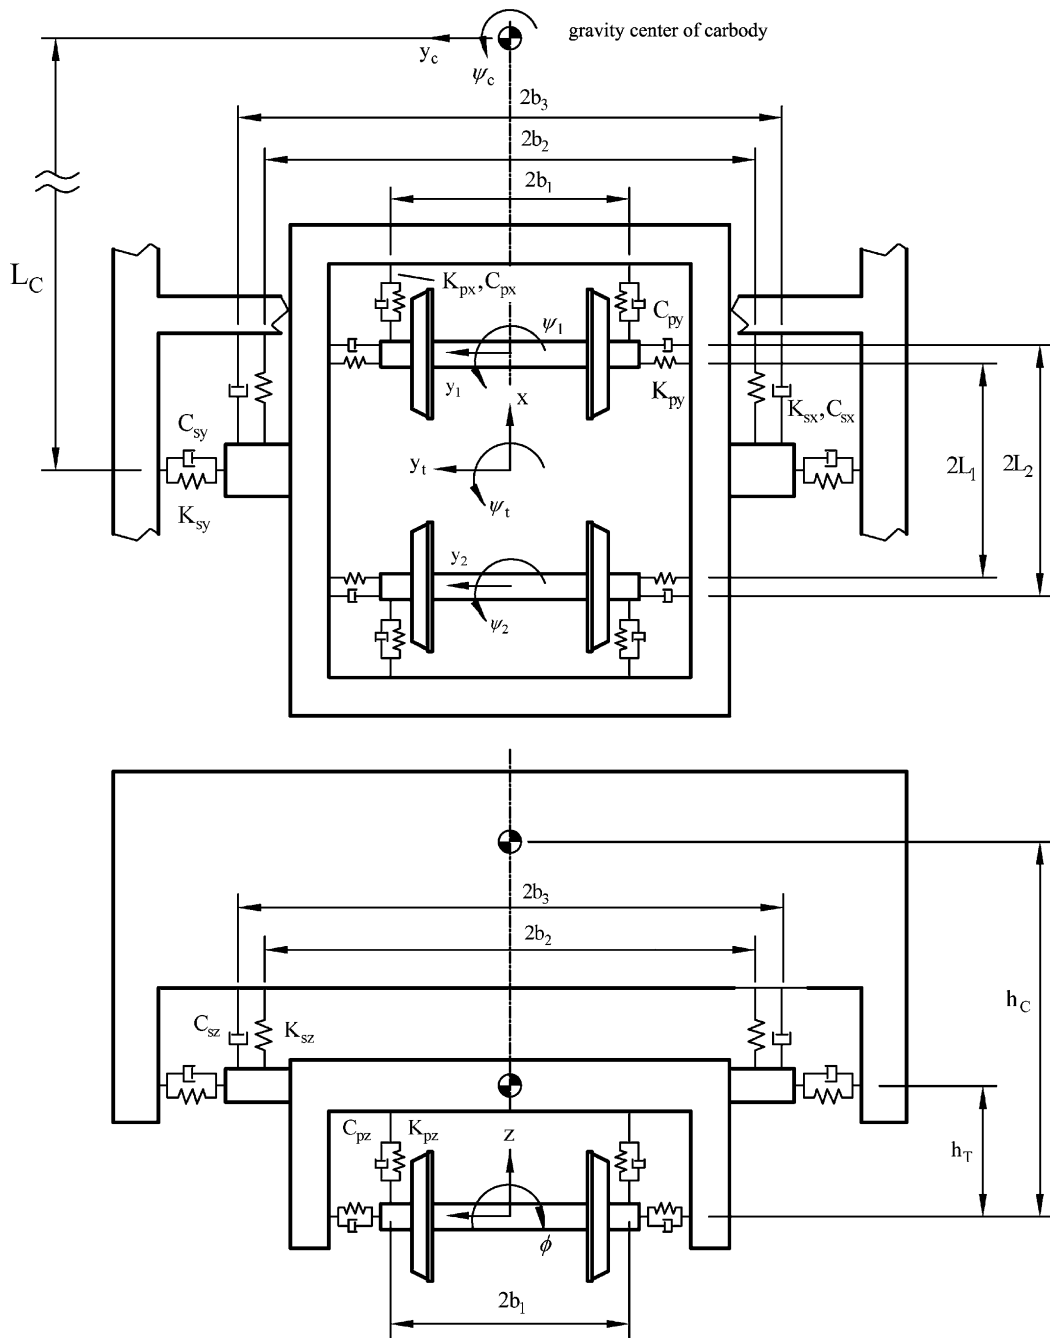 gravity center of carbody
y_c
ψ_c
2b_3
2b_2
2b_1
L_C
K_px,C_px
ψ_1
C_py
y_1
K_py
x
C_sy
K_sx,C_sx
y_t
2L_1
2L_2
ψ_t
K_sy
y_2
ψ_2
2b_3
2b_2
h_C
C_sz
K_sz
C_pz
K_pz
z
h_T
ϕ
2b_1